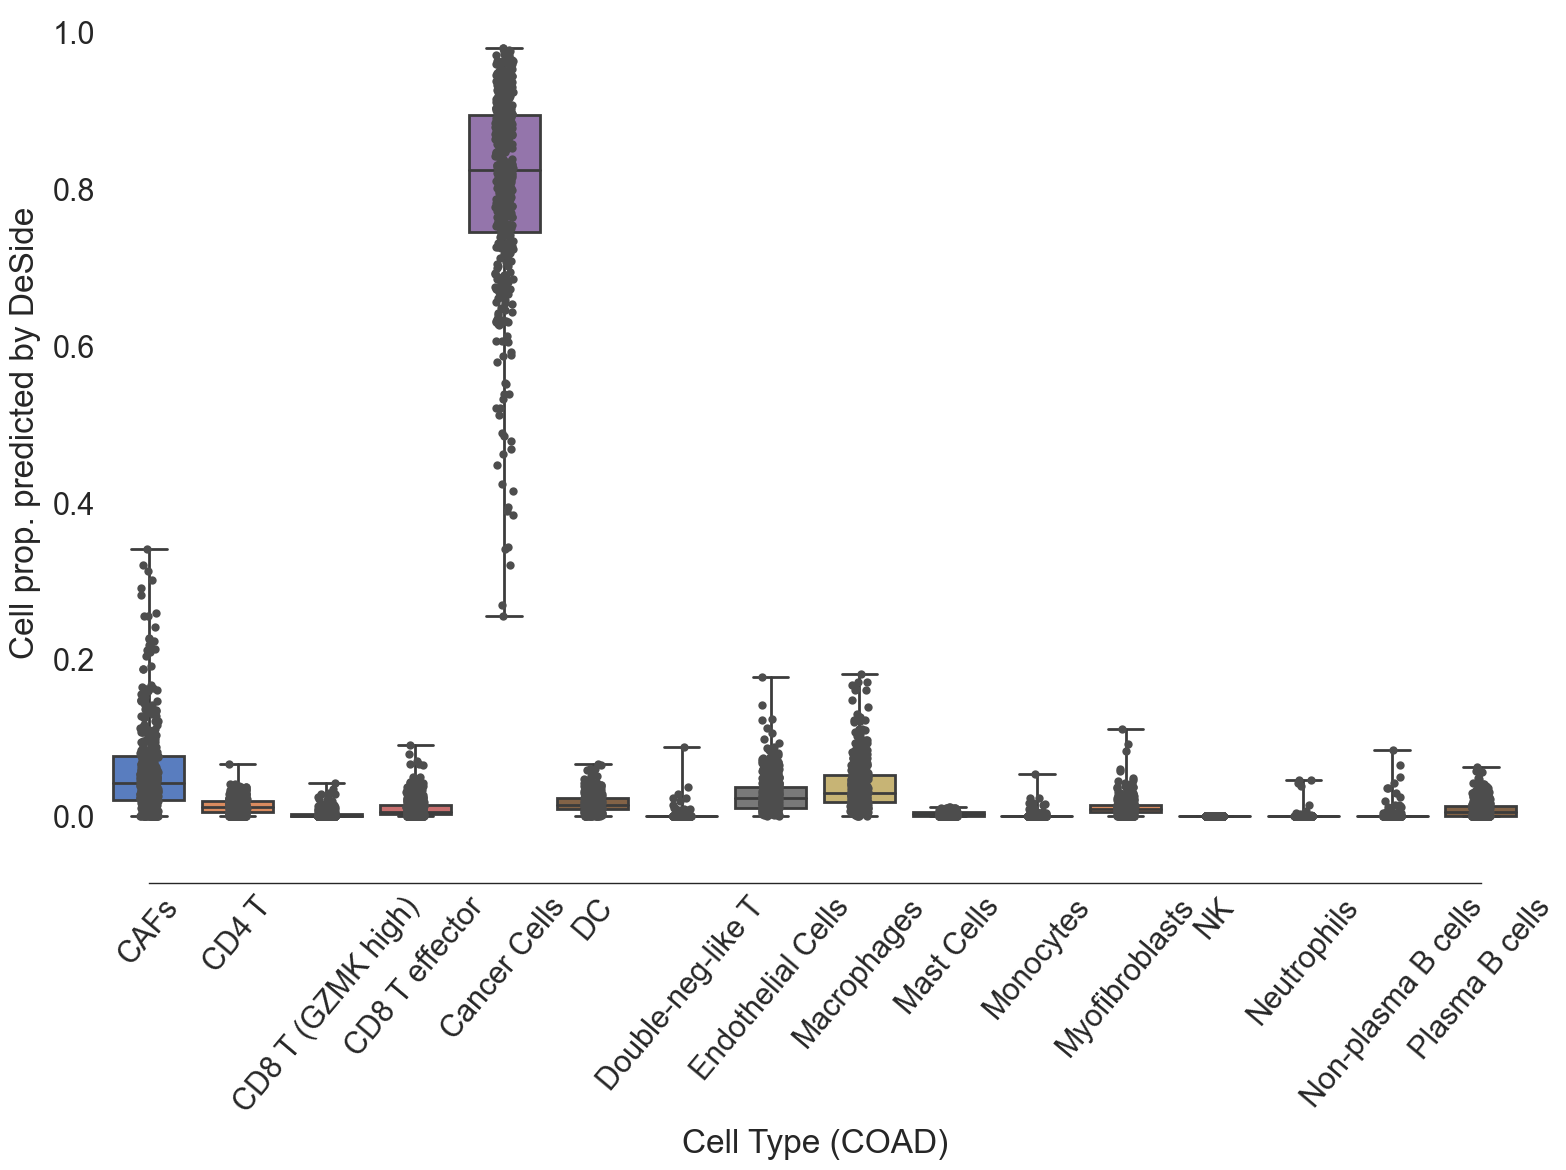 Cell prop. predicted by DeSide
1.0
0.8
0.6
0.4
0.2
0.0
CAFs
CD4 T
CD8 T (GZMK high)
CD8 T effector
Cancer Cells
DC
Double-neg-like T
Endothelial Cells
Macrophages
Mast Cells
Monocytes
Myofibroblasts
NK
Neutrophils
Non-plasma B cells
Plasma B cells
Cell Type (COAD)